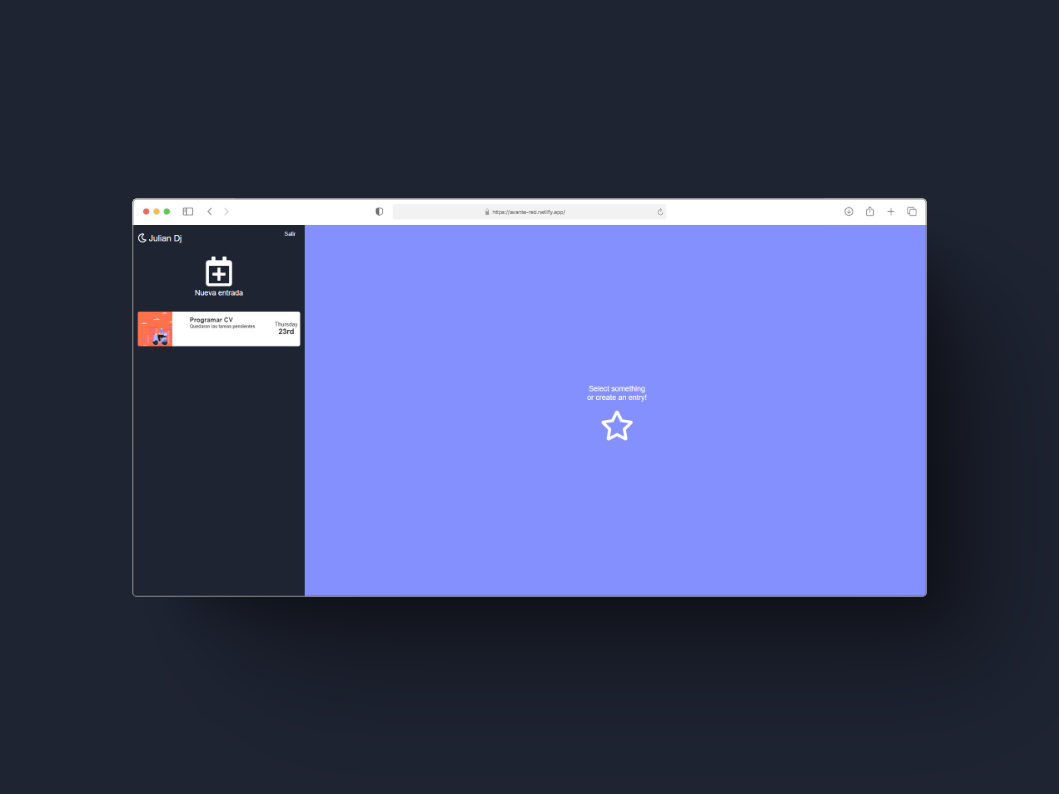 https://avante-red.netlify.app/
Julian Dj
Salir
Nueva entrada
Programar CV
Quedaron las tareas pendientes
Thursday
23rd
Select something
or create an entry!